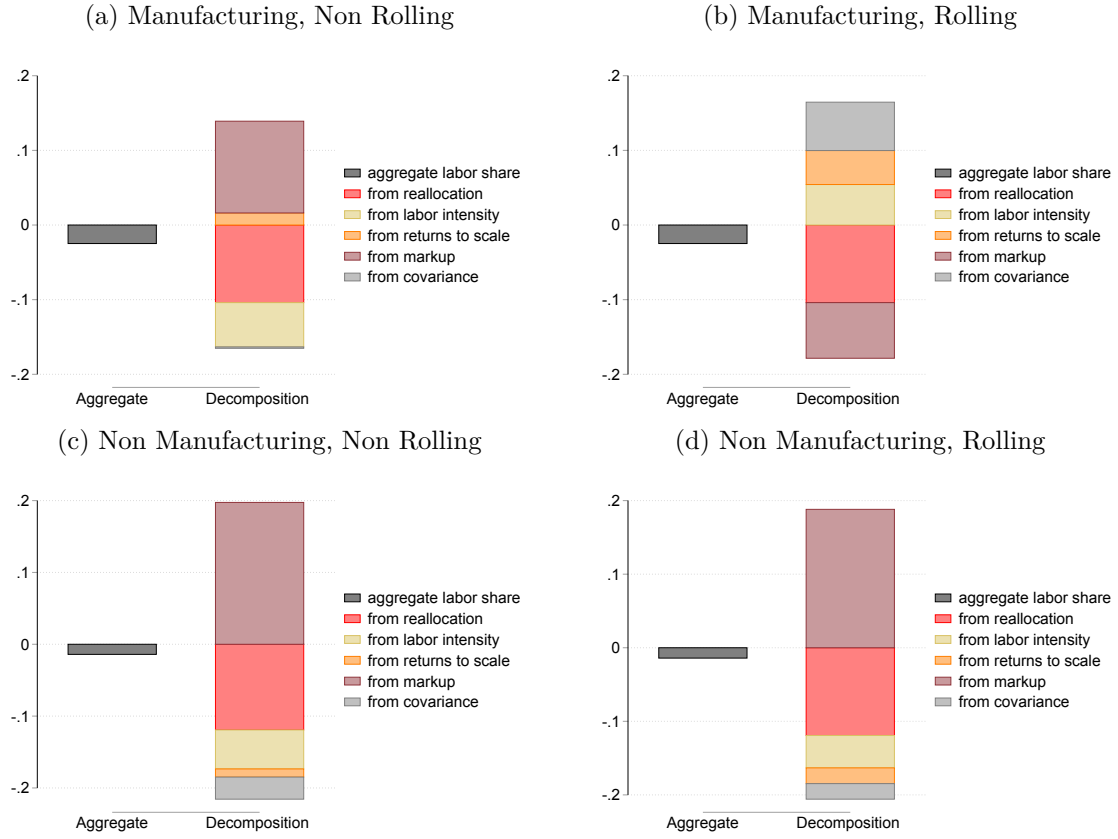 (a) Manufacturing, Non Rolling
.2
.1
0
-.1
-.2
Aggregate
Decomposition
aggregate labor share
from reallocation
from labor intensity
from returns to scale
from markup
from covariance
(b) Manufacturing, Rolling
.2
.1
0
-.1
-.2
Aggregate
Decomposition
aggregate labor share
from reallocation
from labor intensity
from returns to scale
from markup
from covariance
(c) Non Manufacturing, Non Rolling
.2
.1
0
-.1
-.2
Aggregate
Decomposition
aggregate labor share
from reallocation
from labor intensity
from returns to scale
from markup
from covariance
(d) Non Manufacturing, Rolling
.2
.1
0
-.1
-.2
Aggregate
Decomposition
aggregate labor share
from reallocation
from labor intensity
from returns to scale
from markup
from covariance